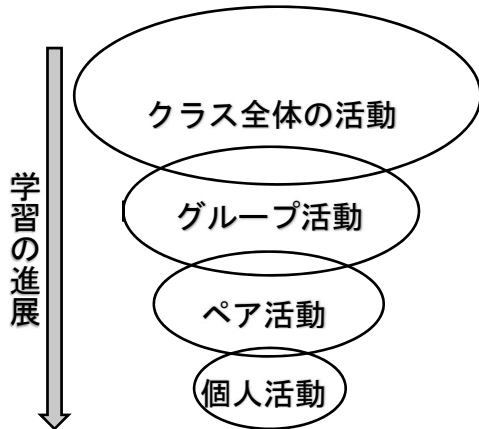 クラス全体の活動
グループ活動
ペア活動
個人活動
学習の進展